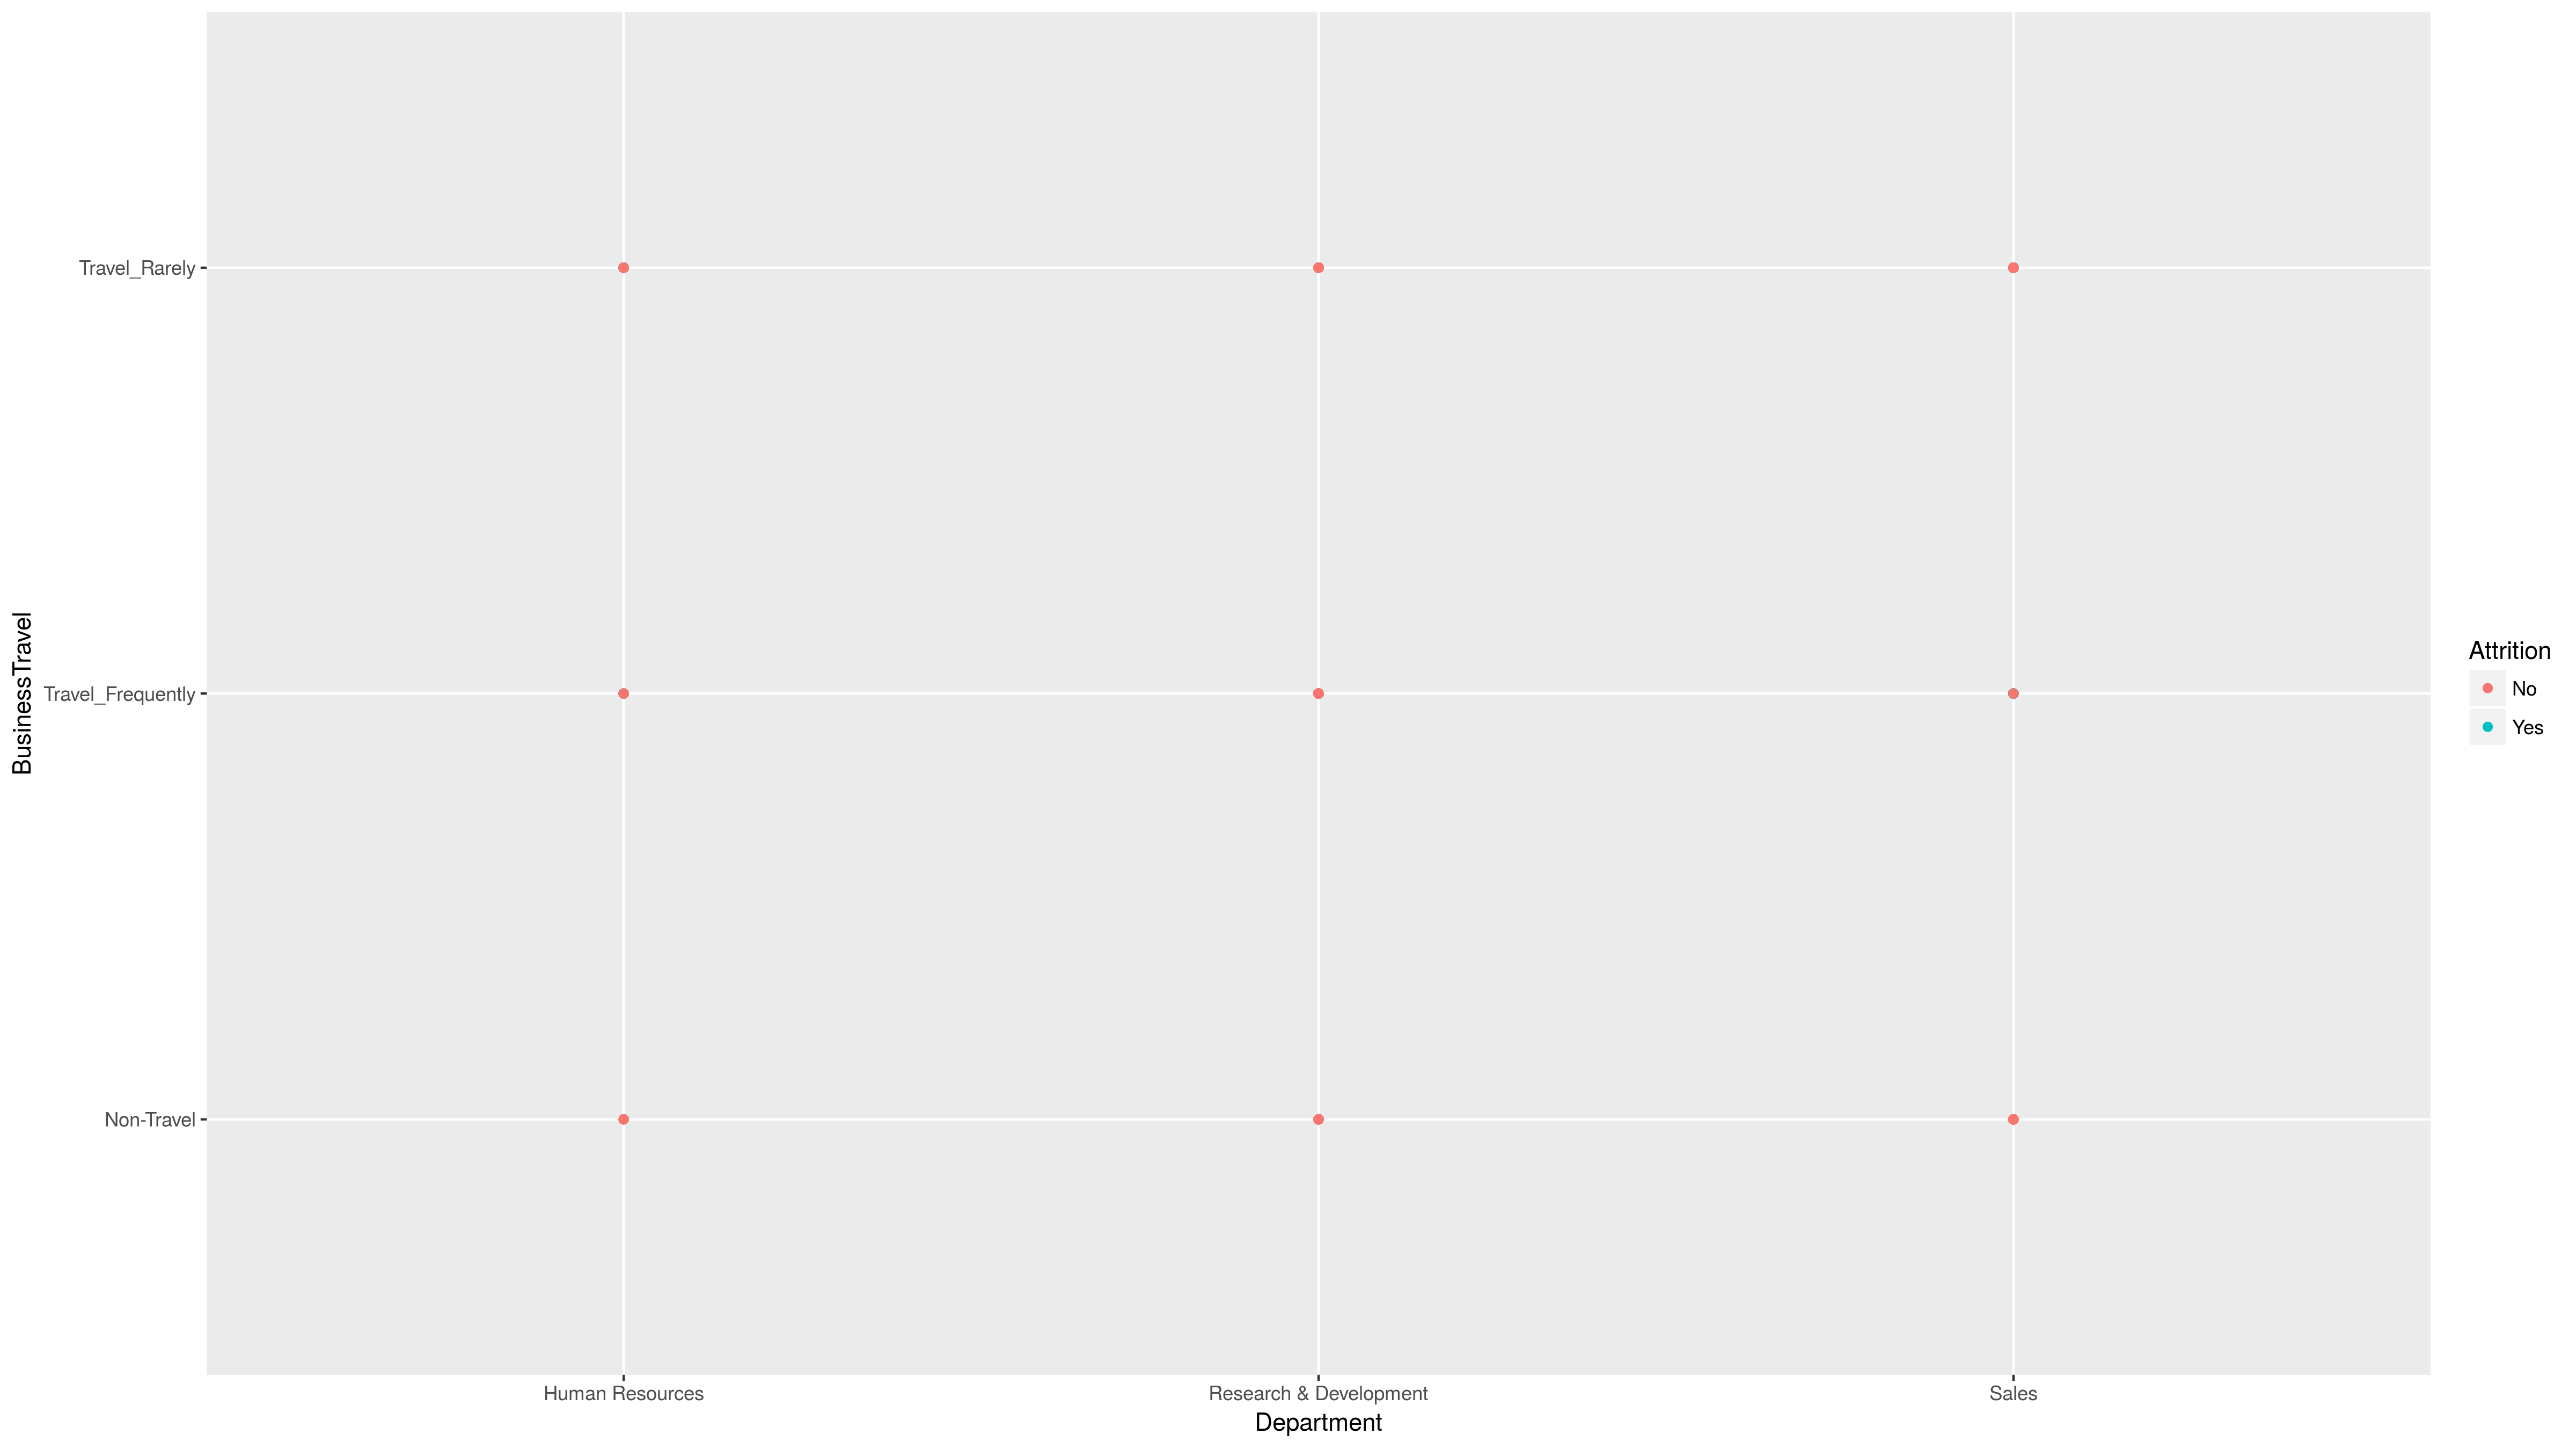 BusinessTravel
Travel_Rarely
Travel_Frequently
Non-Travel
Human Resources
Research & Development
Sales
Department
Attrition
No
Yes